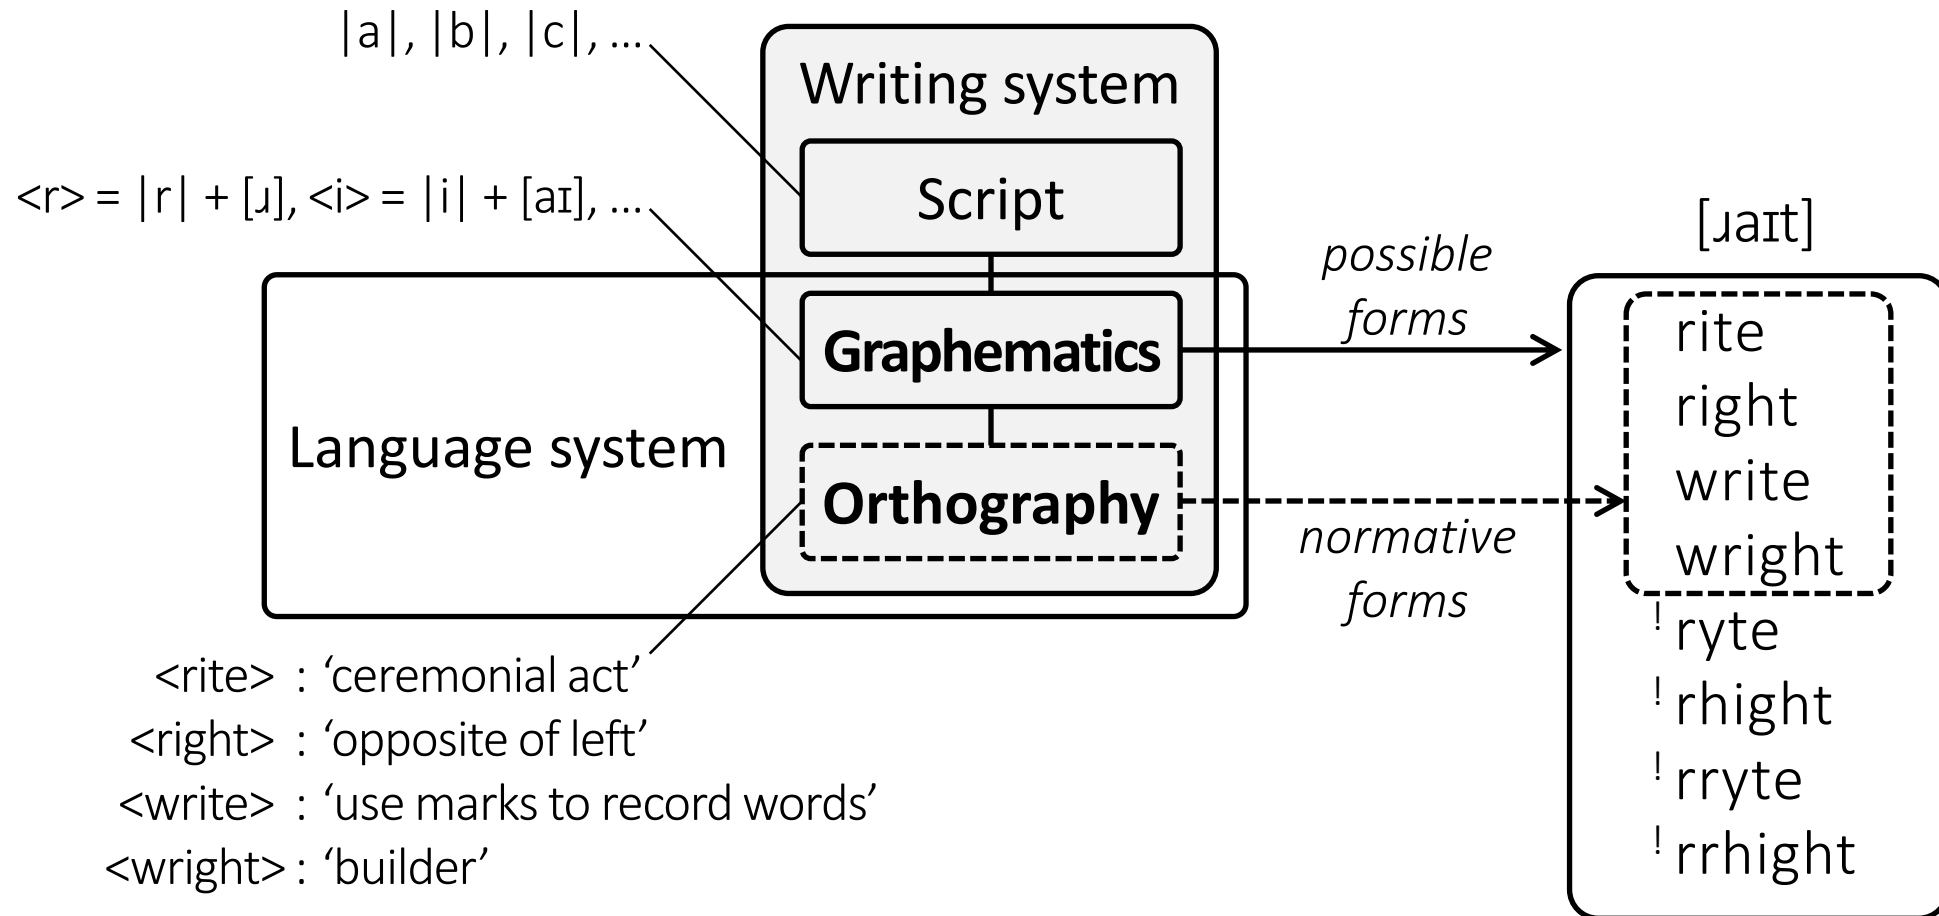 |a|, |b|, |c|, ...
Writing system
Script
<r> = |r| + [ɹ], <i> = |i| + [aɪ], ...
[ɹaɪt]
possible
forms
Graphematics
Language system
Orthography
normative
forms
rite
right
write
wright
! ryte
! rhight
! rryte
! rrhight
<rite> : ‘ceremonial act’
<right> : ‘opposite of left’
<write> : ‘use marks to record words’
<wright> : ‘builder’